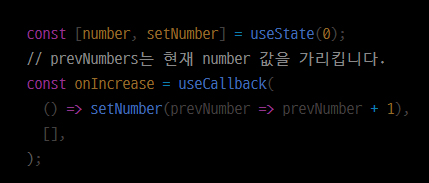 const [number, setNumber] = useState(0);
// prevNumbers는 현재 number 값을 가리킵니다.
const onIncrease = useCallback(
() => setNumber(prevNumber => prevNumber + 1),
[],
);